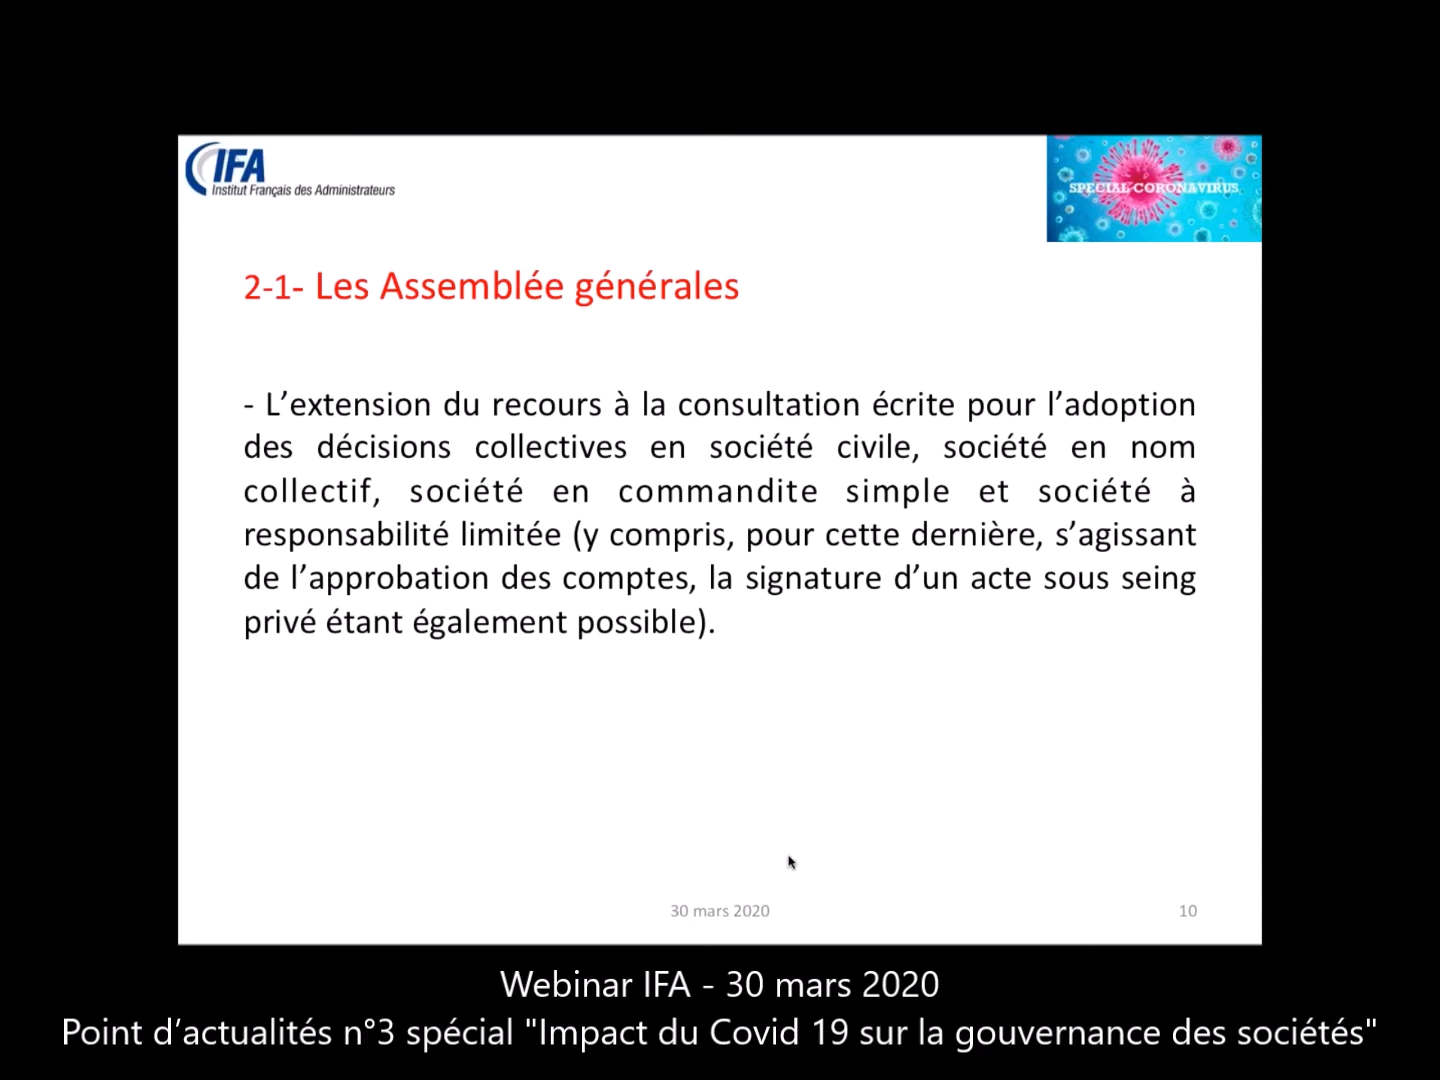 IFA
Institut Français des Administrateurs
SPECIAL CORONAVIRUS
2-1- Les Assemblée générales
- L’extension du recours à la consultation écrite pour l’adoption
des décisions collectives en société civile, société en nom
collectif, société en commandite simple et société à
responsabilité limitée (y compris, pour cette dernière, s’agissant
de l’approbation des comptes, la signature d’un acte sous seing
privé étant également possible).
30 mars 2020
10
Webinar IFA - 30 mars 2020
Point d’actualités n°3 spécial "Impact du Covid 19 sur la gouvernance des sociétés"